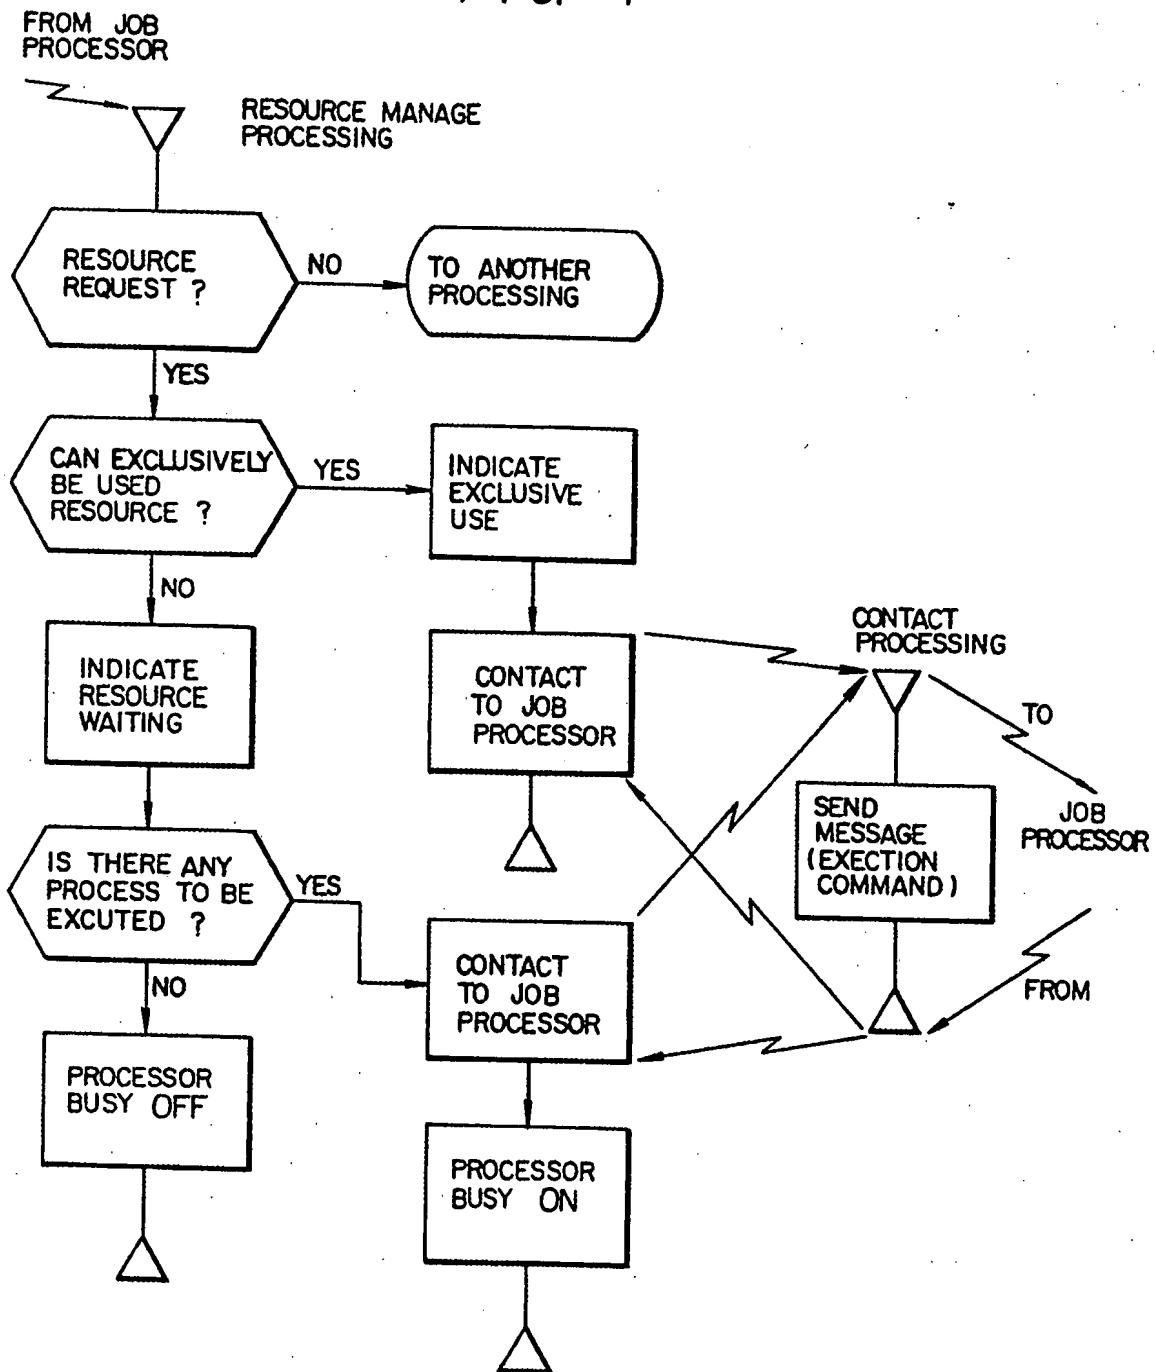 FROM JOB
PROCESSOR
RESOURCE MANAGE
PROCESSING
RESOURCE
REQUEST ?
NO
TO ANOTHER
PROCESSING
YES
CAN EXCLUSIVELY
BE USED
RESOURCE ?
YES
INDICATE
EXCLUSIVE
USE
NO
INDICATE
RESOURCE
WAITING
CONTACT
TO JOB
PROCESSOR
CONTACT
PROCESSING
TO
JOB
PROCESSOR
SEND
MESSAGE
(EXECTION
COMMAND)
FROM
IS THERE ANY
PROCESS TO BE
EXCUTED ?
YES
NO
CONTACT
TO JOB
PROCESSOR
PROCESSOR
BUSY OFF
PROCESSOR
BUSY ON